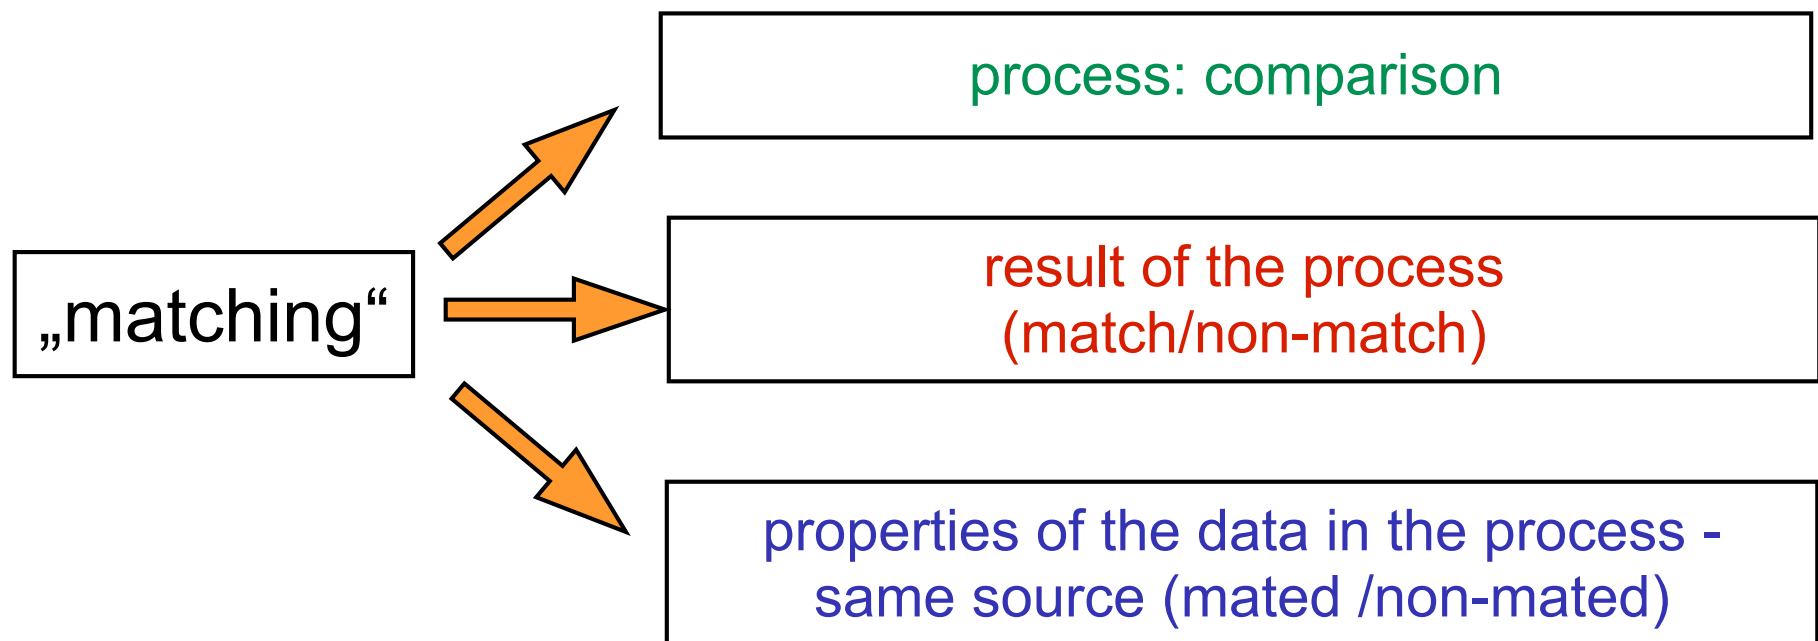 process: comparison
„matching“
result of the process
(match/non-match)
properties of the data in the process -
same source (mated /non-mated)